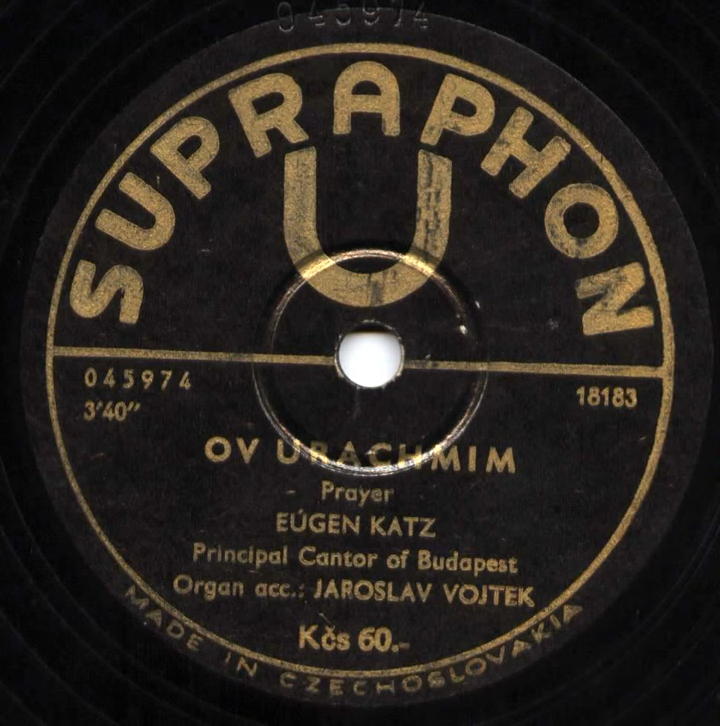 045974
SUPRAPHON
U
045974
3'40"
18183
OV URACHMIM
Prayer
EUGEN KATZ
Principal Cantor of Budapest
Organ acc.: JAROSLAV VOJTEK
Kčs 60.-
MADE IN CZECHOSLOVAKIA